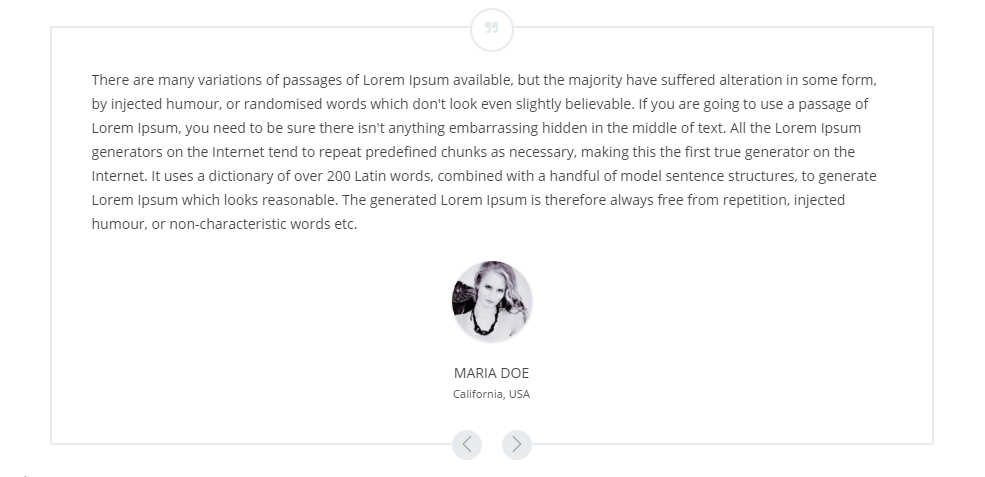 There are many variations of passages of Lorem Ipsum available, but the majority have suffered alteration in some form,
by injected humour, or randomised words which don't look even slightly believable. If you are going to use a passage of
Lorem Ipsum, you need to be sure there isn't anything embarrassing hidden in the middle of text. All the Lorem Ipsum
generators on the Internet tend to repeat predefined chunks as necessary, making this the first true generator on the
Internet. It uses a dictionary of over 200 Latin words, combined with a handful of model sentence structures, to generate
Lorem Ipsum which looks reasonable. The generated Lorem Ipsum is therefore always free from repetition, injected
humour, or non-characteristic words etc.
MARIA DOE
California, USA